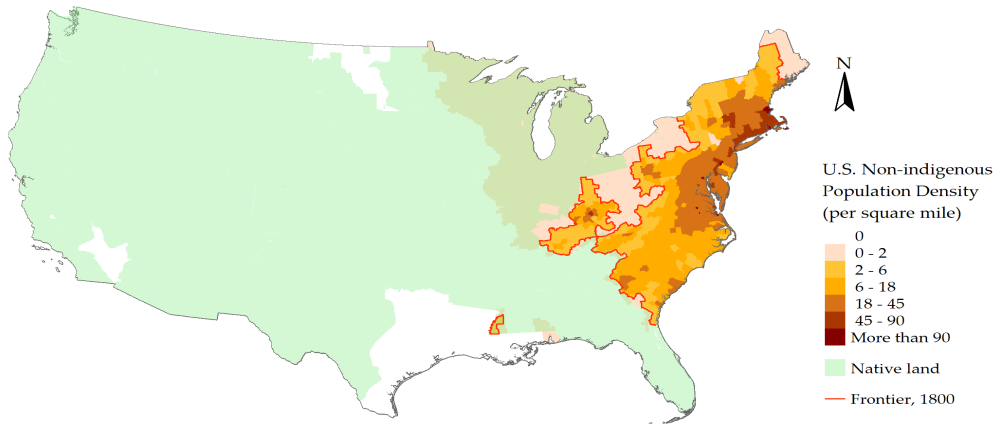 N
U.S. Non-indigenous
Population Density
(per square mile)
0
0 - 2
2 - 6
6 - 18
18 - 45
45 - 90
More than 90
Native land
Frontier, 1800